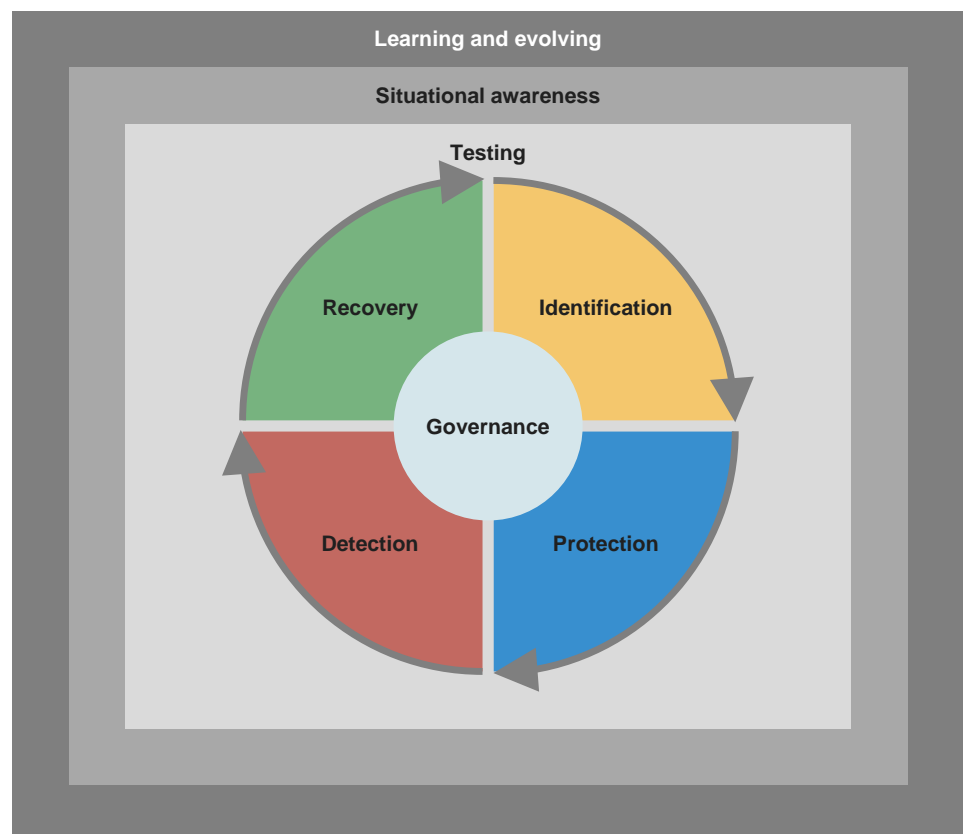 Learning and evolving
Situational awareness
Testing
Recovery
Identification
Governance
Detection
Protection